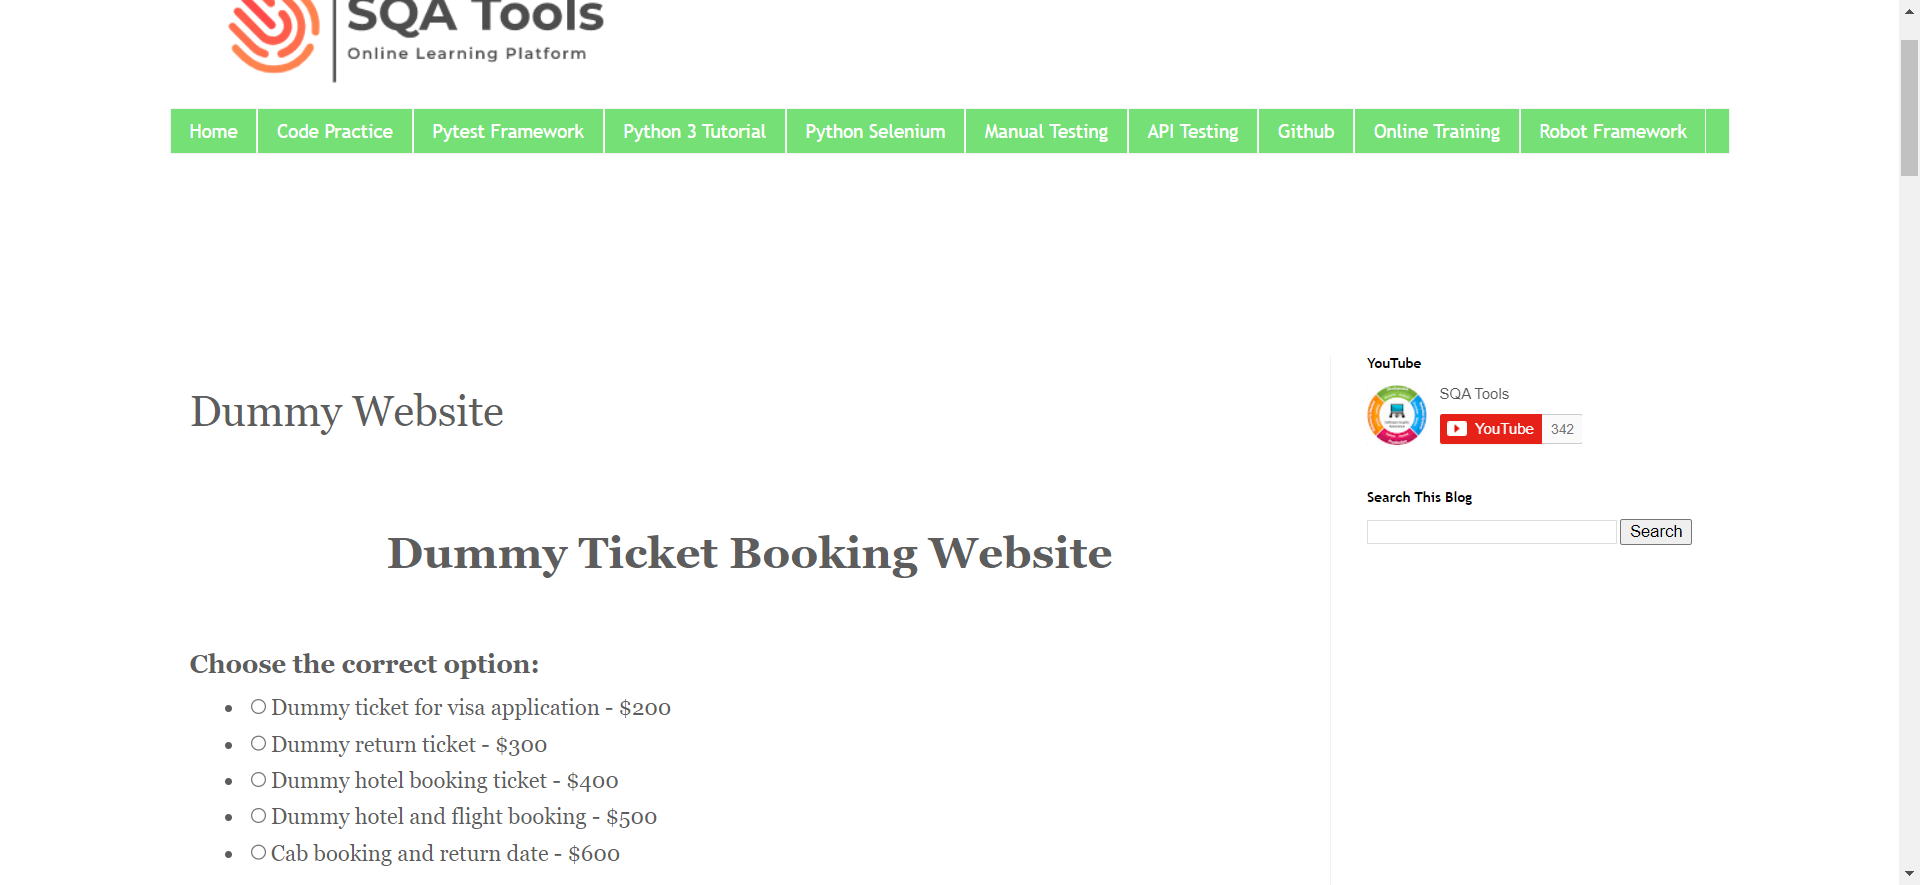 SQA Tools
Online Learning Platform
Home Code Practice Pytest Framework Python 3 Tutorial Python Selenium Manual Testing API Testing Github Online Training Robot Framework
YouTube
SQA Tools
YouTube 342
Search This Blog
Search
Dummy Website
Dummy Ticket Booking Website
Choose the correct option:
Dummy ticket for visa application - $200
Dummy return ticket - $300
Dummy hotel booking ticket - $400
Dummy hotel and flight booking - $500
Cab booking and return date - $600